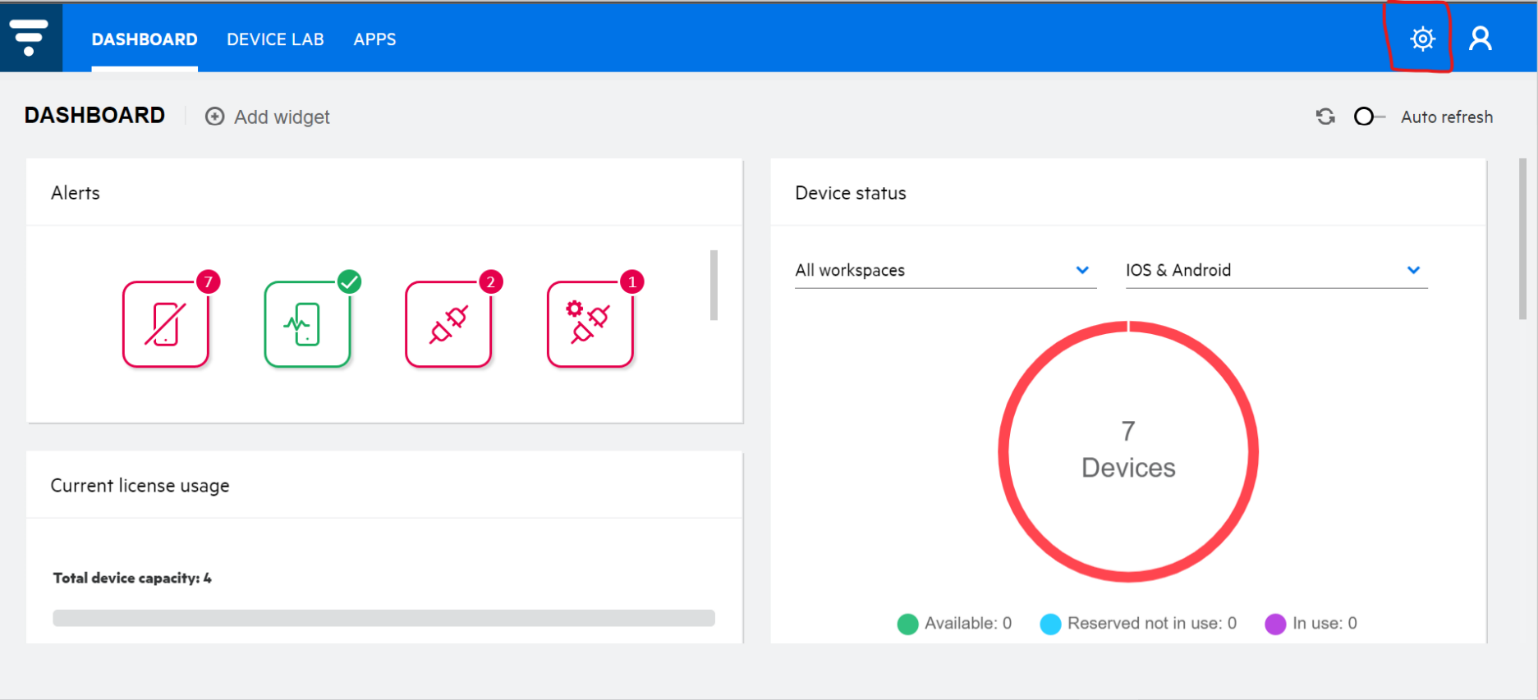 DASHBOARD DEVICE LAB APPS
DASHBOARD Add widget Auto refresh
Alerts
7 2 1
Current license usage
Total device capacity: 4
Device status
All workspaces IOS & Android
7
Devices
Available: 0 Reserved not in use: 0 In use: 0